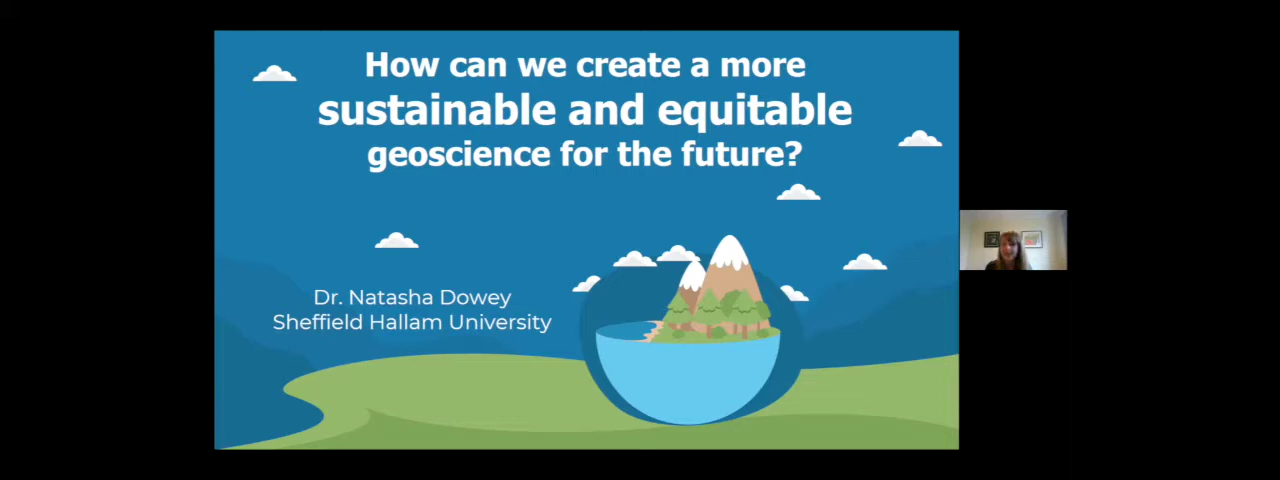 How can we create a more
sustainable and equitable
geoscience for the future?
Dr. Natasha Dowey
Sheffield Hallam University